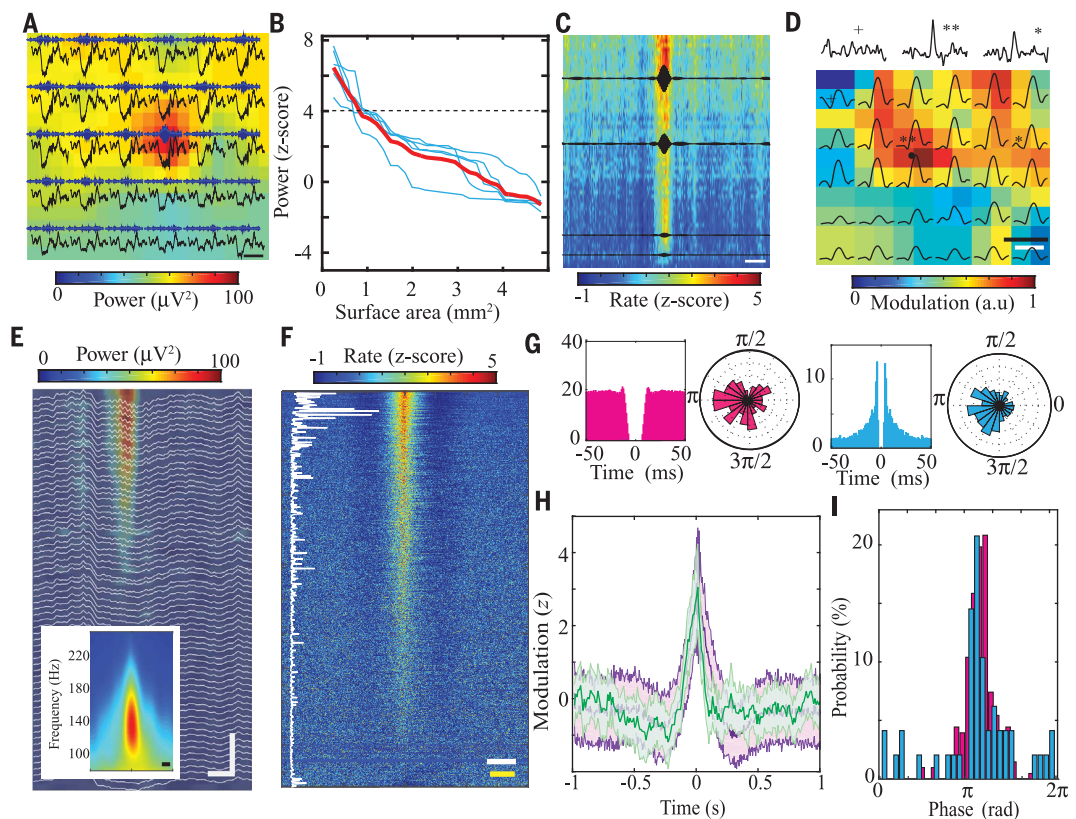 A
0 100
Power (µV²)
B
8
4
0
-4
Power (z-score)
0 1 2 3 4
Surface area (mm²)
C
-1 5
Rate (z-score)
D
+ ** *
+
** *
0 1
Modulation (a.u)
E
0 100
Power (µV²)
220
180
140
100
Frequency (Hz)
F
-1 5
Rate (z-score)
G
40
20
0
-50 50
Time (ms)
π/2
π
3π/2
10
5
0
-50 50
Time (ms)
π/2
π 0
3π/2
H
4
2
0
Modulation (z)
-1 -0.5 0 0.5 1
Time (s)
I
20
10
0
Probability (%)
0 π 2π
Phase (rad)